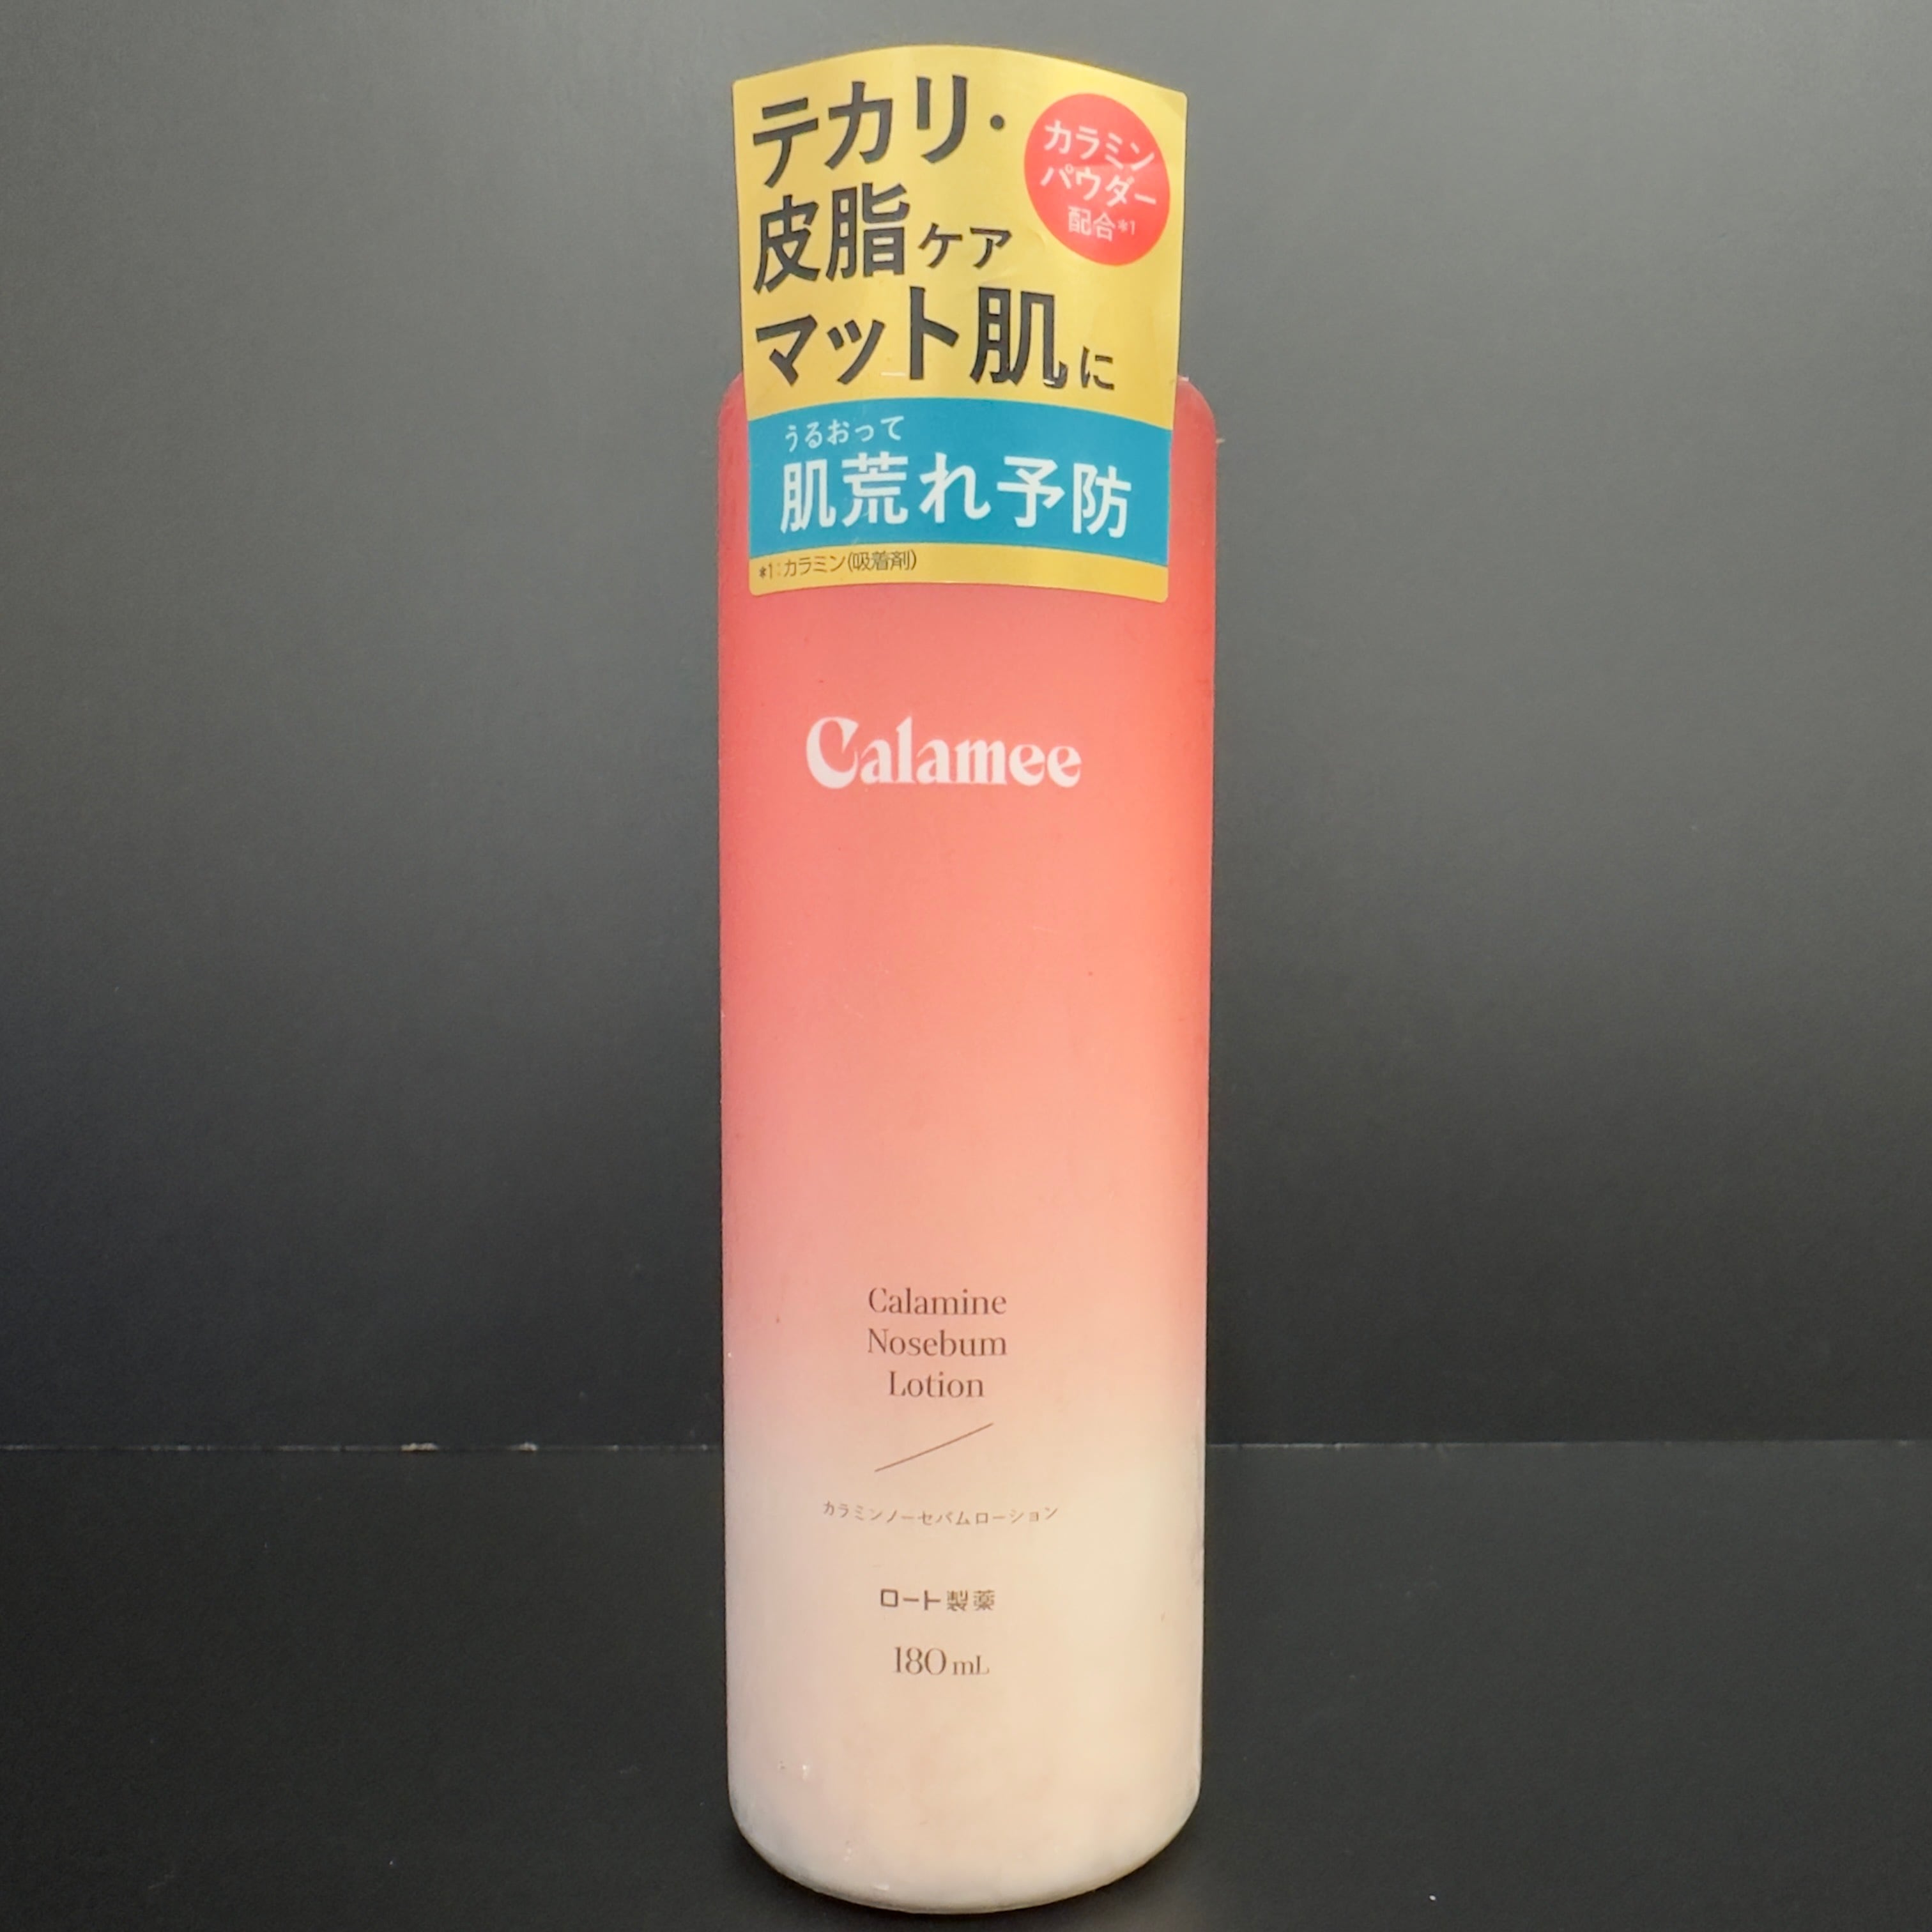 テカリ・
皮脂ケア
マット肌に
カラミン
パウダー
配合*1
うるおって
肌荒れ予防
*1:カラミン(吸着剤)
Calamee
Calamine
Nosebum
Lotion
カラミンノーセバムローション
ロート製薬
180mL